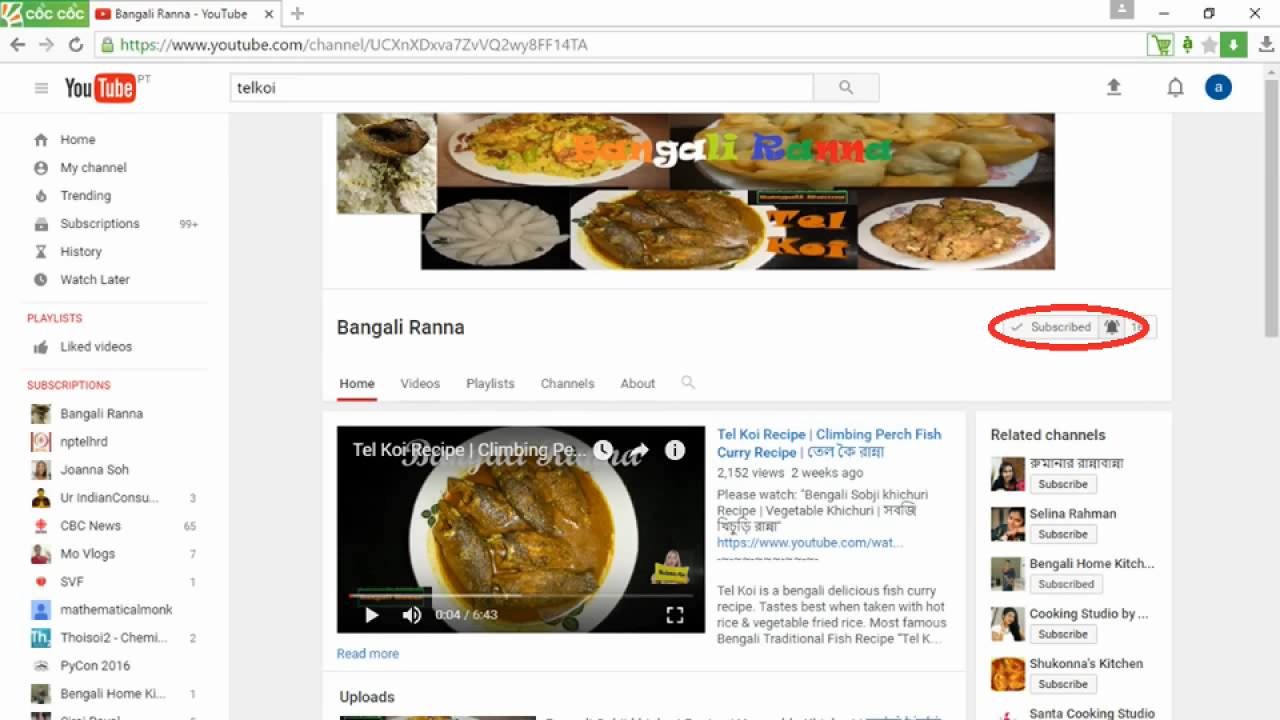 cốc cốc
Bangali Ranna - YouTube
https://www.youtube.com/channel/UCXnXDxva7ZvVQ2wy8FF14TA
YouTube PT
telkoi
a
Home
My channel
Trending
Subscriptions 99+
History
Watch Later
PLAYLISTS
Liked videos
SUBSCRIPTIONS
Bangali Ranna
nptelhrd
Joanna Soh
Ur IndianConsu... 3
CBC News 65
Mo Vlogs 7
SVF 1
mathematicalmonk
Thoisoi2 - Chemi... 2
PyCon 2016
Bengali Home Ki... 1
Bangali Ranna
Tel
Koi
Bangali Ranna
Subscribed
Home Videos Playlists Channels About
Tel Koi Recipe | Climbing Pe...
Bengali Ranna
0:04 / 6:43
Read more
Tel Koi Recipe | Climbing Perch Fish
Curry Recipe | তেল কৈ রান্না
2,152 views 2 weeks ago
Please watch: "Bengali Sobji khichuri
Recipe | Vegetable Khichuri | সবজি
খিচুড়ি রান্না"
https://www.youtube.com/wat...
Tel Koi is a bengali delicious fish curry
recipe. Tastes best when taken with hot
rice & vegetable fried rice. Most famous
Bengali Traditional Fish Recipe "Tel K...
Uploads
Related channels
রুমানার রান্নাবান্না
Subscribe
Selina Rahman
Subscribe
Bengali Home Kitch...
Subscribed
Cooking Studio by ...
Subscribe
Shukonna's Kitchen
Subscribe
Santa Cooking Studio